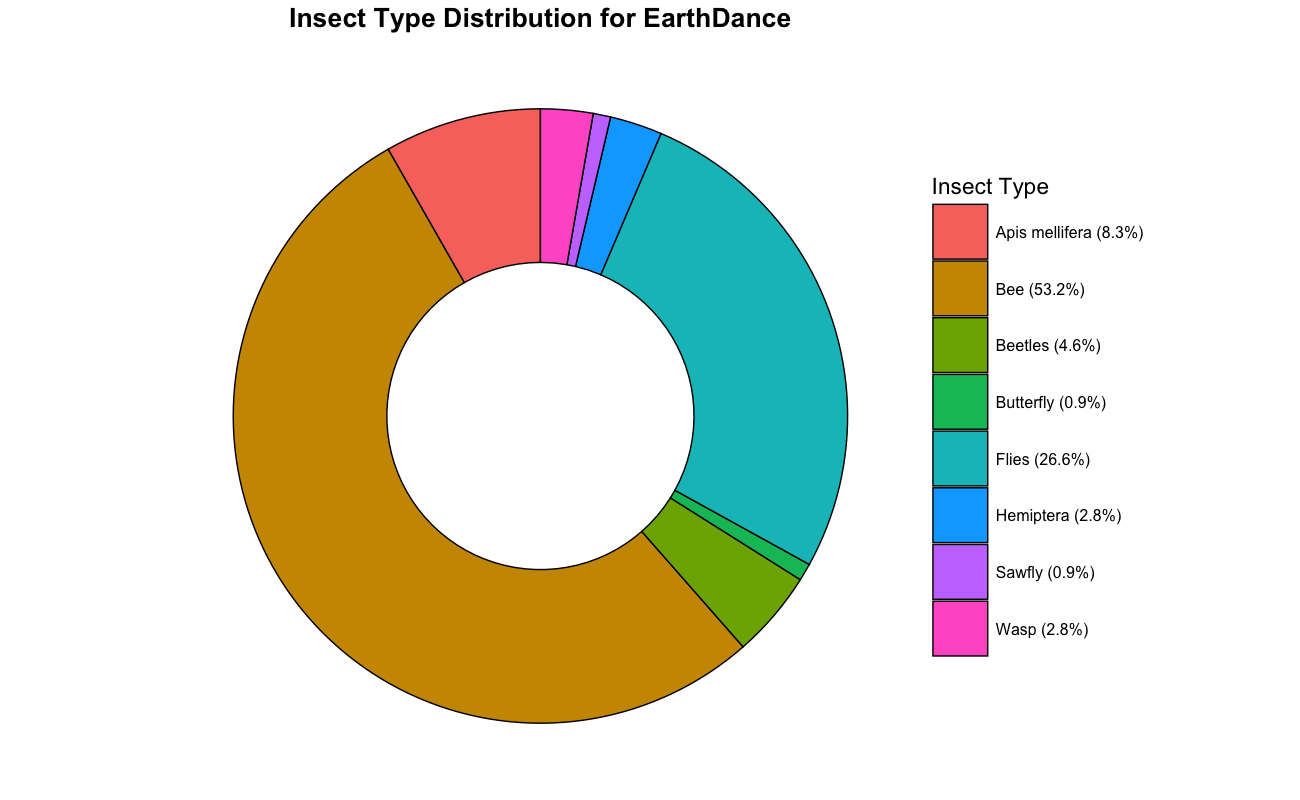 Insect Type Distribution for EarthDance
Insect Type
Apis mellifera (8.3%)
Bee (53.2%)
Beetles (4.6%)
Butterfly (0.9%)
Flies (26.6%)
Hemiptera (2.8%)
Sawfly (0.9%)
Wasp (2.8%)